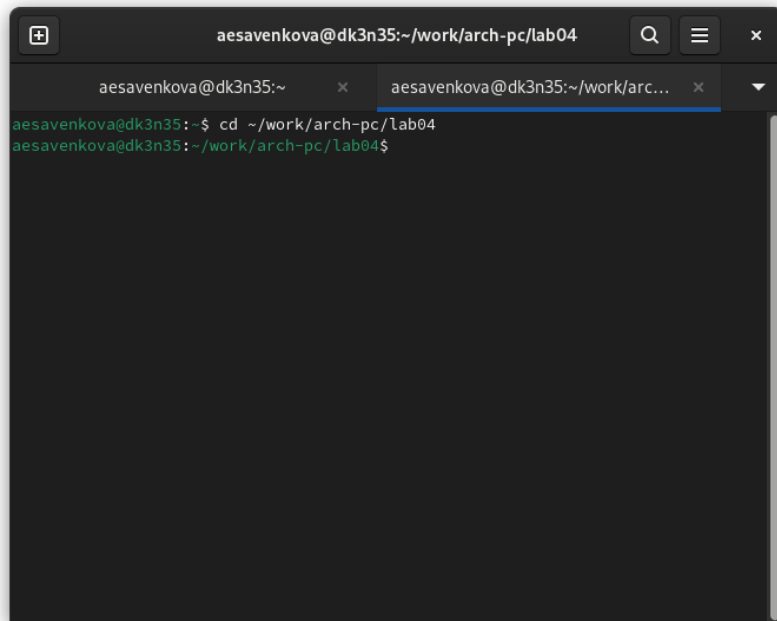 aesavenkova@dk3n35:~/work/arch-pc/lab04
aesavenkova@dk3n35:~
aesavenkova@dk3n35:~/work/arc...
aesavenkova@dk3n35:~$ cd ~/work/arch-pc/lab04
aesavenkova@dk3n35:~/work/arch-pc/lab04$